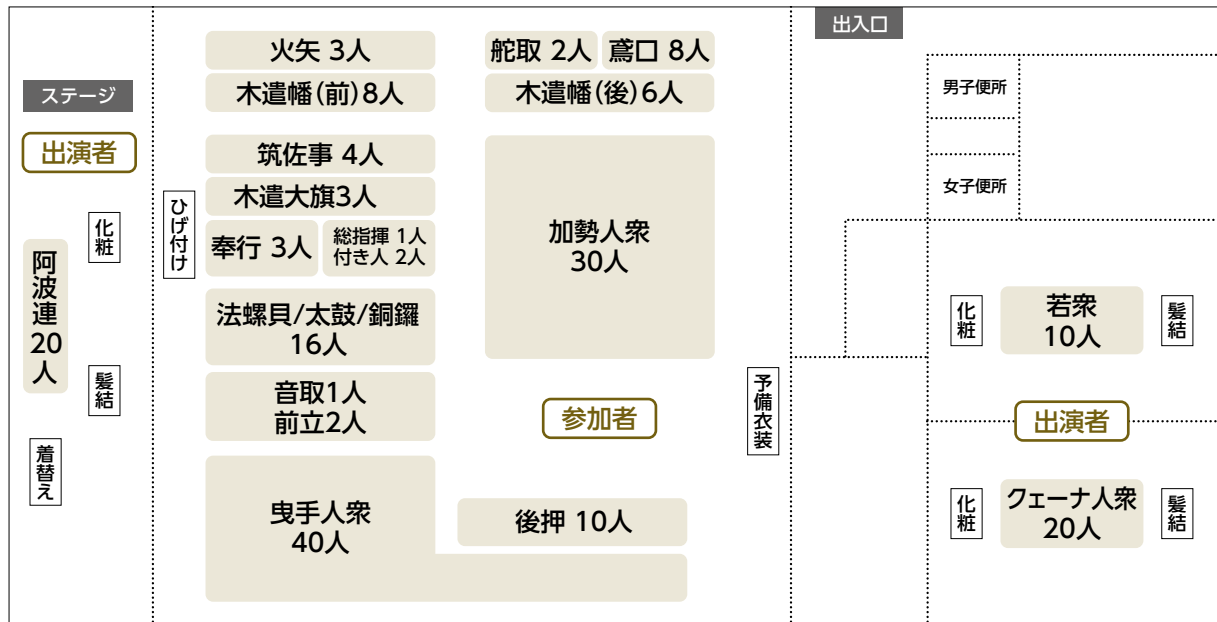 ステージ
出演者
化粧
阿波連
20
人
髪結
着替え
ひげ付け
火矢 3人
木遣幡(前)8人
筑佐事 4人
木遣大旗3人
奉行 3人
総指揮 1人
付き人 2人
法螺貝/太鼓/銅鑼
16人
音取1人
前立2人
曳手人衆
40人
舵取 2人
鳶口 8人
木遣幡(後)6人
加勢人衆
30人
参加者
後押 10人
予備衣装
出入口
男子便所
女子便所
化粧
若衆
10人
髪結
出演者
化粧
クェーナ人衆
20人
髪結